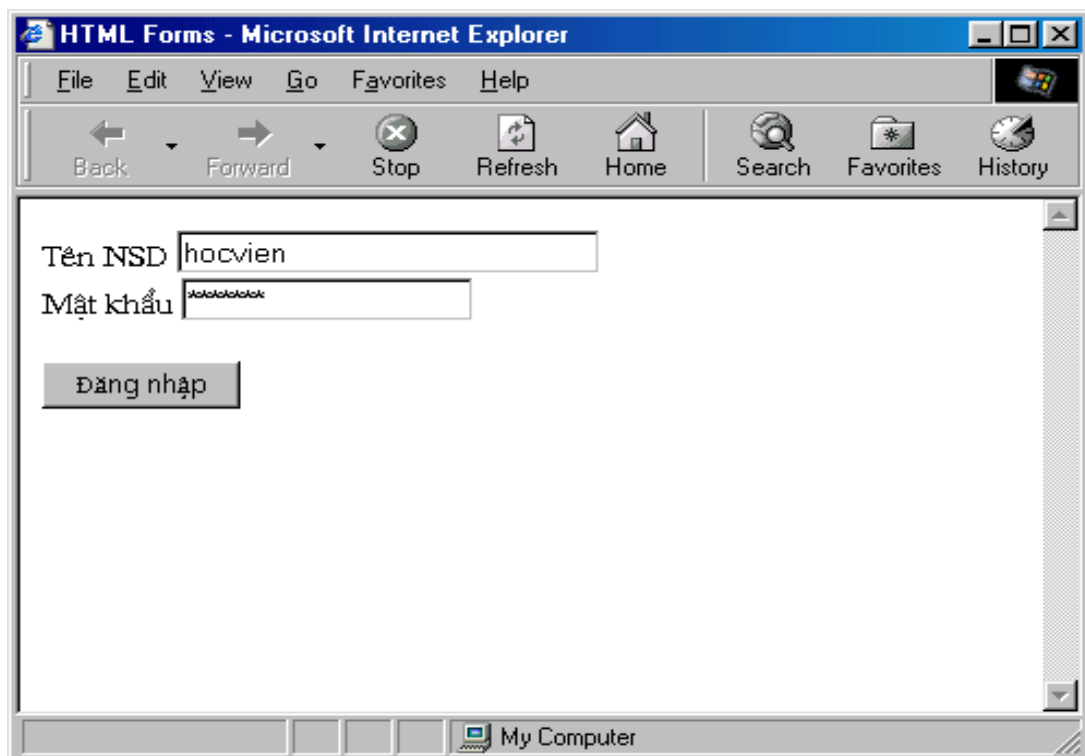 HTML Forms - Microsoft Internet Explorer
File Edit View Go Favorites Help
Back Forward Stop Refresh Home Search Favorites History
Tên NSD hocvien
Mật khẩu ********
Đăng nhập
My Computer